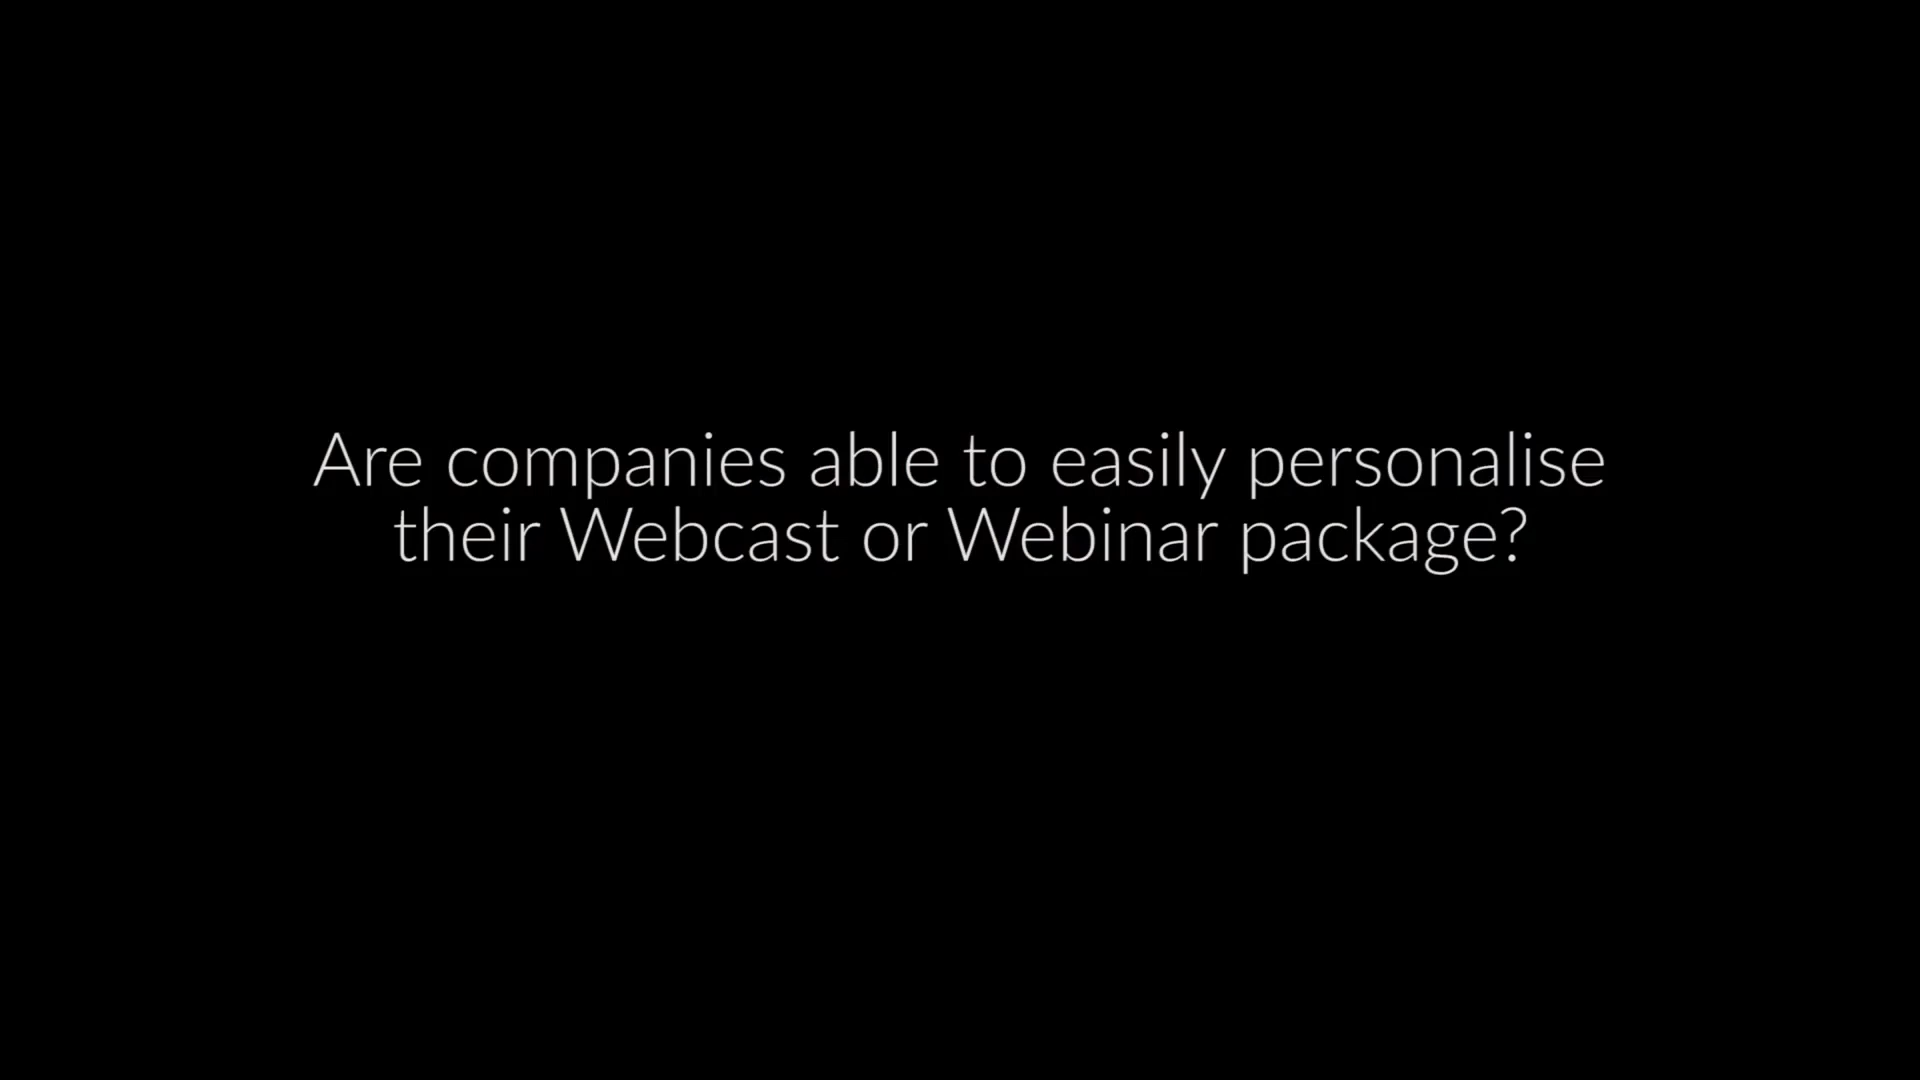 Are companies able to easily personalise
their Webcast or Webinar package?